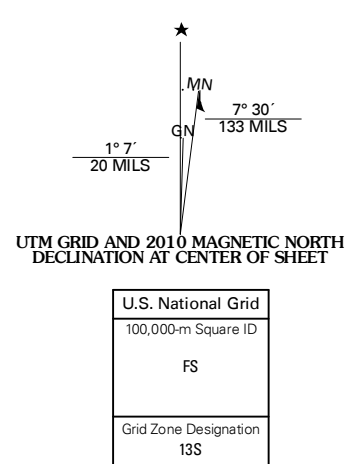 ★
MN
7° 30´
133 MILS
GN
1° 7´
20 MILS
UTM GRID AND 2010 MAGNETIC NORTH
DECLINATION AT CENTER OF SHEET
U.S. National Grid
100,000-m Square ID
FS
Grid Zone Designation
13S